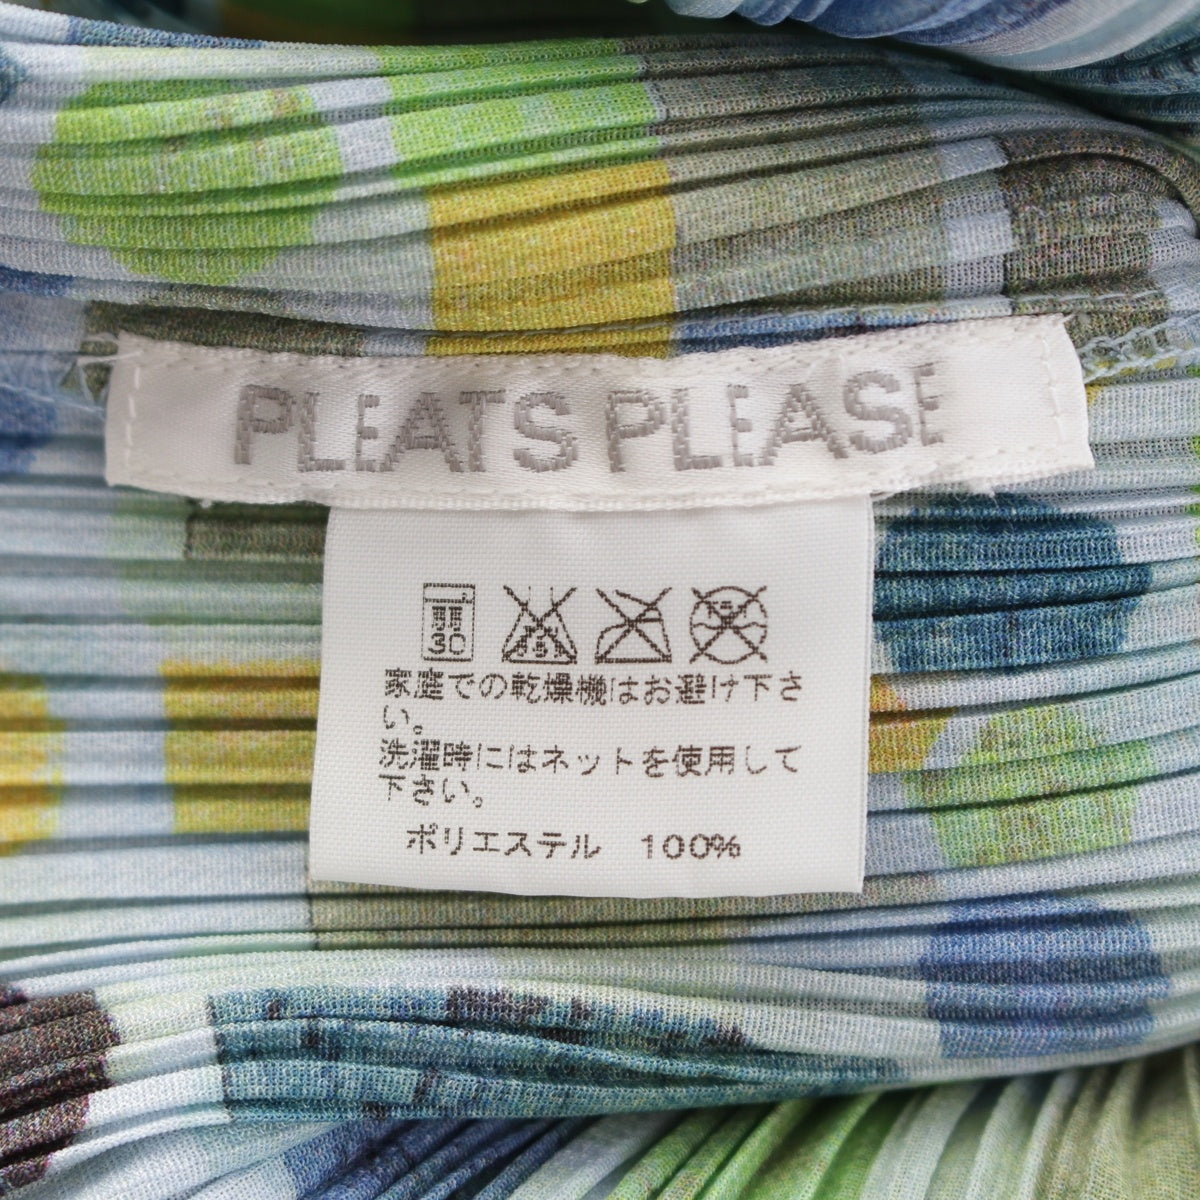 PLEATS PLEASE
弱
30
家庭での乾燥機はお避け下さ
い。
洗濯時にはネットを使用して
下さい。
ポリエステル 100%